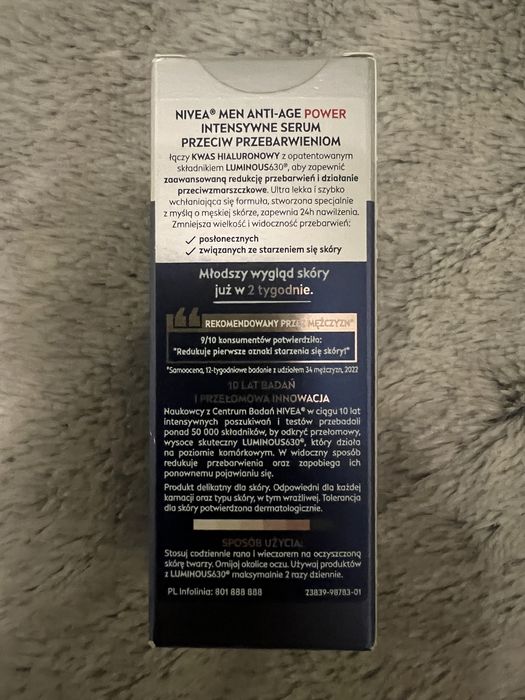 NIVEA® MEN ANTI-AGE POWER
INTENSYWNE SERUM
PRZECIW PRZEBARWIENIOM
łączy KWAS HIALURONOWY z opatentowanym
składnikiem LUMINOUS630®, aby zapewnić
zaawansowaną redukcję przebarwień i działanie
przeciwzmarszczkowe. Ultra lekka i szybko
wchłaniająca się formuła, stworzona specjalnie
z myślą o męskiej skórze, zapewnia 24h nawilżenia.
Zmniejsza wielkość i widoczność przebarwień:
✓ posłonecznych
✓ związanych ze starzeniem się skóry
Młodszy wygląd skóry
już w 2 tygodnie.
REKOMENDOWANY PRZEZ MĘŻCZYZN*
9/10 konsumentów potwierdziło:
"Redukuje pierwsze oznaki starzenia się skóry!"
*Samoocena, 12-tygodniowe badanie z udziałem 34 mężczyzn, 2022
10 LAT BADAŃ
I PRZEŁOMOWA INNOWACJA
Naukowcy z Centrum Badań NIVEA® w ciągu 10 lat
intensywnych poszukiwań i testów przebadali
ponad 50 000 składników, by odkryć przełomowy,
wysoce skuteczny LUMINOUS630®, który działa
na poziomie komórkowym. W widoczny sposób
redukuje przebarwienia oraz zapobiega ich
ponownemu pojawianiu się.
Produkt delikatny dla skóry. Odpowiedni dla każdej
karnacji oraz typu skóry, w tym wrażliwej. Tolerancja
dla skóry potwierdzona dermatologicznie.
SPOSÓB UŻYCIA:
Stosuj codziennie rano i wieczorem na oczyszczoną
skórę twarzy. Omijaj okolice oczu. Używaj produktów
z LUMINOUS630® maksymalnie 2 razy dziennie.
PL Infolinia: 801 888 888 23839-98783-01